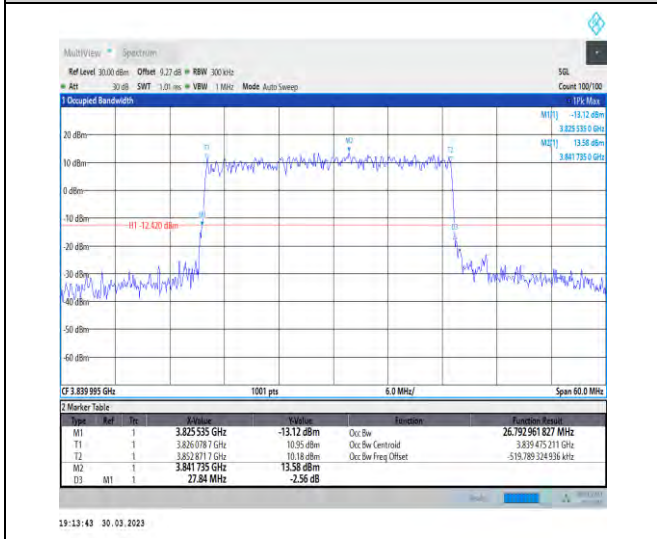 MultiView Spectrum
Ref Level 30.00 dBm Offset 9.27 dB RBW 300 kHz SGL
Att 30 dB SWT 1.01 ms VBW 1 MHz Mode Auto Sweep Count 100/100
1 Occupied Bandwidth 1Pk Max
M1[1] -13.12 dBm
3.825 535 0 GHz
M2[1] 13.58 dBm
3.841 735 0 GHz
20 dBm
T1 M2 T2
10 dBm
0 dBm
-10 dBm
M1
H1 -12.420 dBm
D3
-20 dBm
-30 dBm
-40 dBm
-50 dBm
-60 dBm
CF 3.839 995 GHz 1001 pts 6.0 MHz/ Span 60.0 MHz
2 Marker Table
Type Ref Trc X-Value Y-Value Function Function Result
M1 1 3.825 535 GHz -13.12 dBm Occ Bw 26.792 961 827 MHz
T1 1 3.826 078 7 GHz 10.95 dBm Occ Bw Centroid 3.839 475 211 GHz
T2 1 3.852 871 7 GHz 10.18 dBm Occ Bw Freq Offset -519.789 324 936 kHz
M2 1 3.841 735 GHz 13.58 dBm
D3 M1 1 27.84 MHz -2.56 dB
19:13:43 30.03.2023